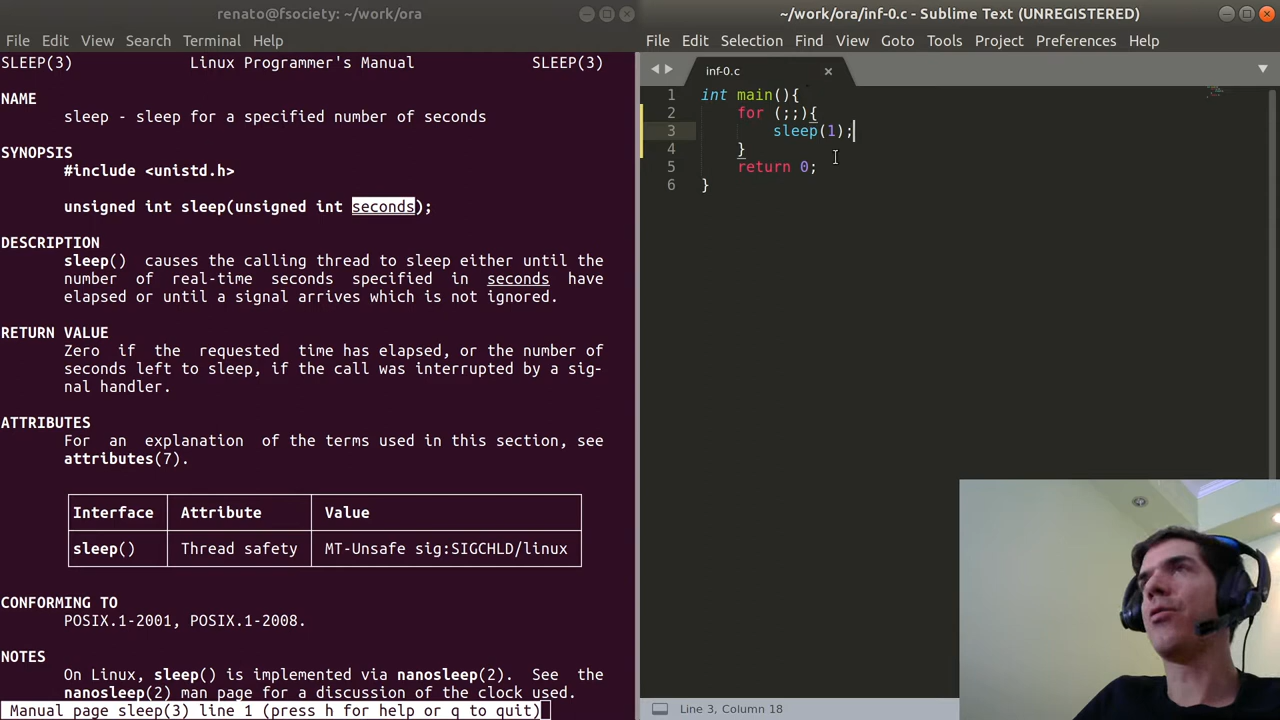 renato@fsociety: ~/work/ora
File Edit View Search Terminal Help
SLEEP(3) Linux Programmer's Manual SLEEP(3)
NAME
sleep - sleep for a specified number of seconds
SYNOPSIS
#include <unistd.h>
unsigned int sleep(unsigned int seconds);
DESCRIPTION
sleep() causes the calling thread to sleep either until the
number of real-time seconds specified in seconds have
elapsed or until a signal arrives which is not ignored.
RETURN VALUE
Zero if the requested time has elapsed, or the number of
seconds left to sleep, if the call was interrupted by a sig-
nal handler.
ATTRIBUTES
For an explanation of the terms used in this section, see
attributes(7).
Interface Attribute Value
sleep() Thread safety MT-Unsafe sig:SIGCHLD/linux
CONFORMING TO
POSIX.1-2001, POSIX.1-2008.
NOTES
On Linux, sleep() is implemented via nanosleep(2). See the
nanosleep(2) man page for a discussion of the clock used.
Manual page sleep(3) line 1 (press h for help or q to quit)
~/work/ora/inf-0.c - Sublime Text (UNREGISTERED)
File Edit Selection Find View Goto Tools Project Preferences Help
inf-0.c
1 int main(){
2 for (;;){
3 sleep(1);
4 }
5 return 0;
6 }
Line 3, Column 18